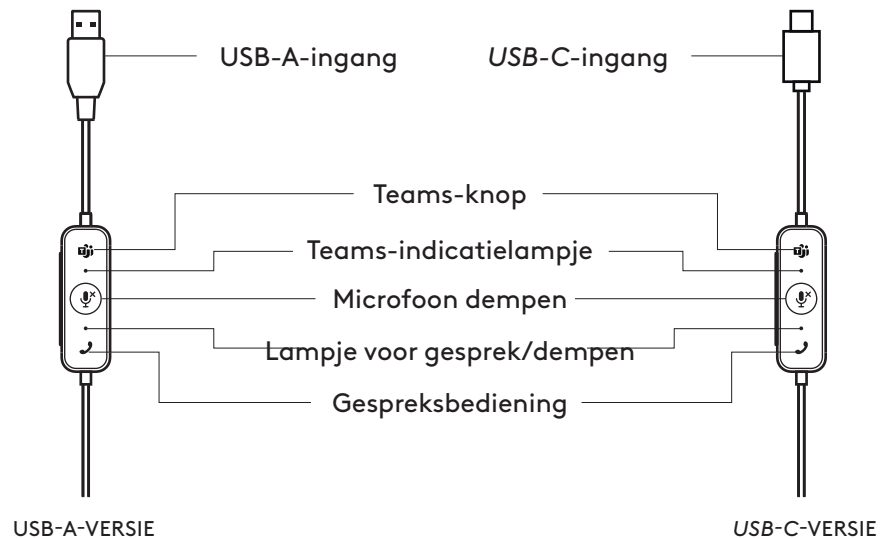 USB-A-ingang
USB-C-ingang
Teams-knop
Teams-indicatielampje
Microfoon dempen
Lampje voor gesprek/dempen
Gespreksbediening
USB-A-VERSIE
USB-C-VERSIE